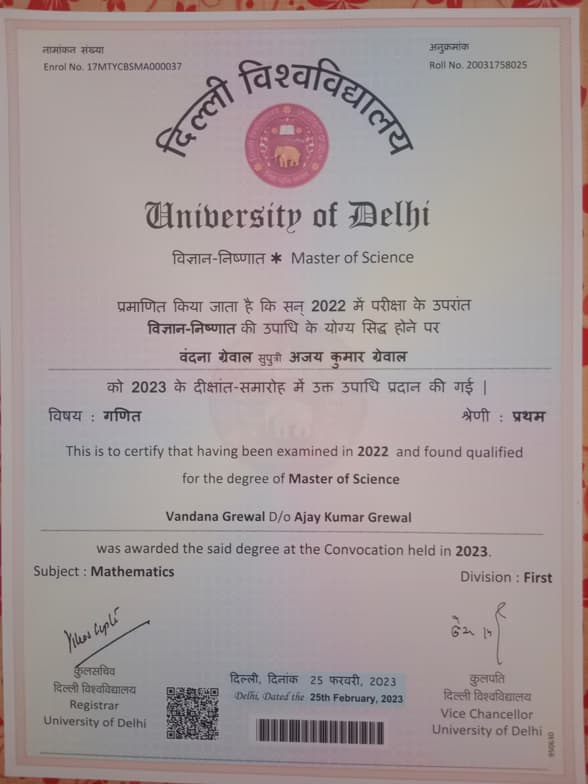 नामांकन संख्या
Enrol No. 17MTYCBSMA000037
अनुक्रमांक
Roll No. 20031758025
दिल्ली विश्वविद्यालय
University of Delhi
विज्ञान-निष्णात * Master of Science
प्रमाणित किया जाता है कि सन् 2022 में परीक्षा के उपरांत
विज्ञान-निष्णात की उपाधि के योग्य सिद्ध होने पर
वंदना ग्रेवाल सुपुत्री अजय कुमार ग्रेवाल
को 2023 के दीक्षांत-समारोह में उक्त उपाधि प्रदान की गई |
विषय : गणित
श्रेणी : प्रथम
This is to certify that having been examined in 2022 and found qualified
for the degree of Master of Science
Vandana Grewal D/o Ajay Kumar Grewal
was awarded the said degree at the Convocation held in 2023.
Subject : Mathematics
Division : First
कुलसचिव
दिल्ली विश्वविद्यालय
Registrar
University of Delhi
दिल्ली, दिनांक 25 फरवरी, 2023
Delhi, Dated the 25th February, 2023
कुलपति
दिल्ली विश्वविद्यालय
Vice Chancellor
University of Delhi